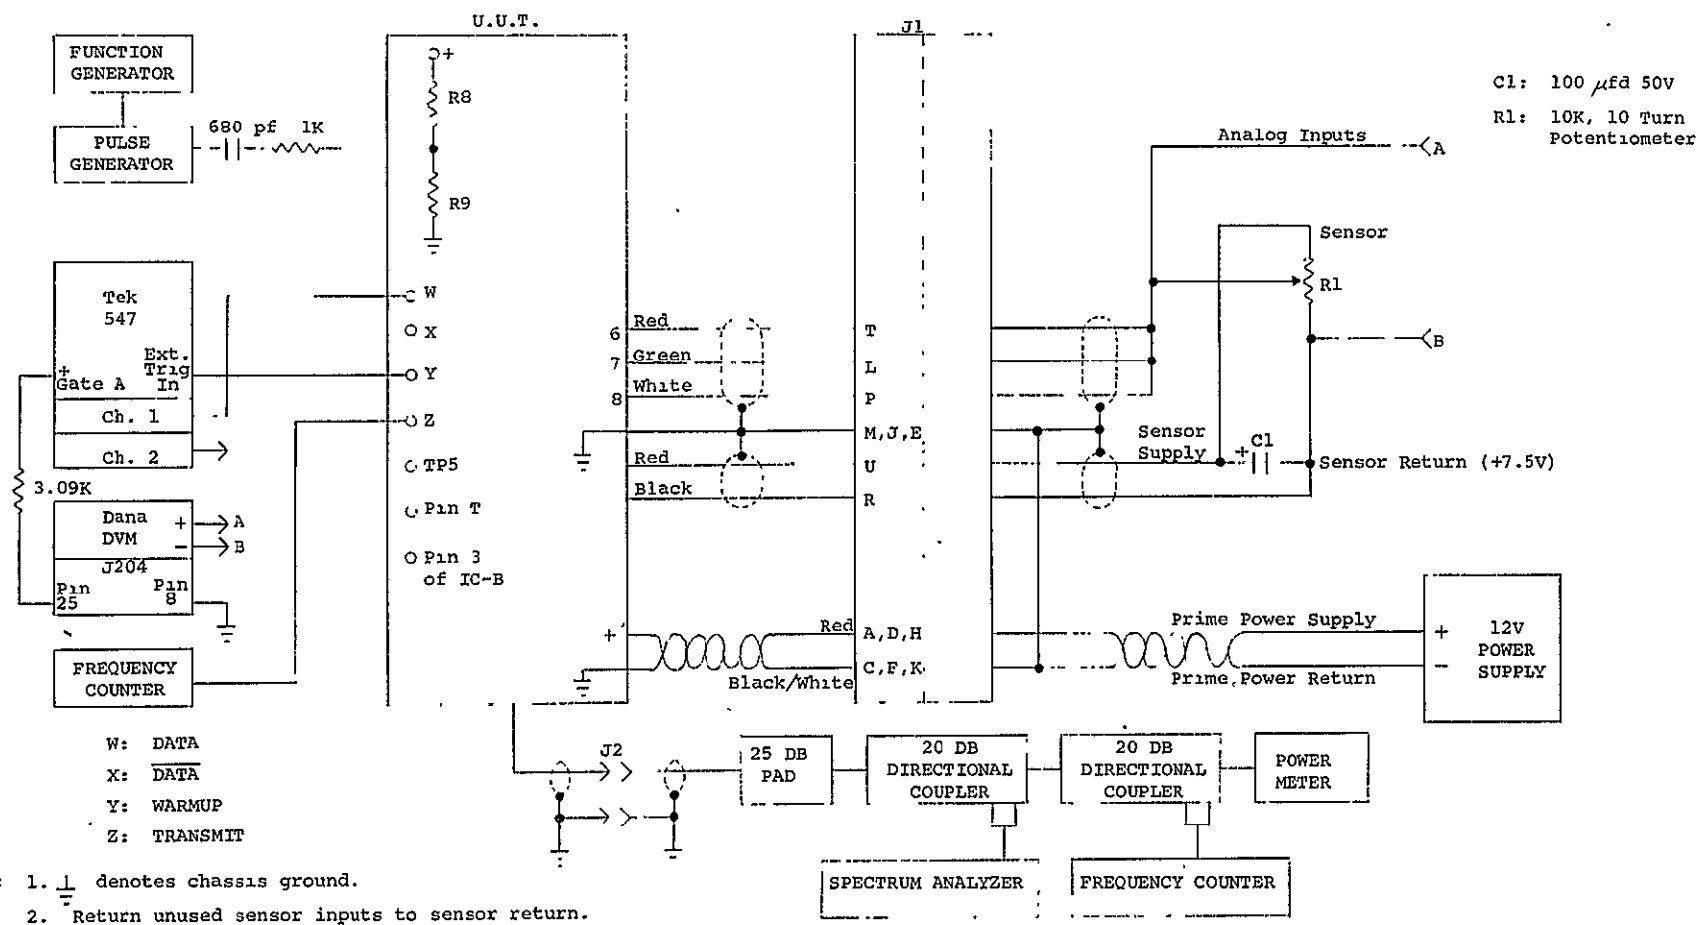 U.U.T.
J1
FUNCTION
GENERATOR
PULSE
GENERATOR
680 pf 1K
+
R8
R9
C1: 100 μfd 50V
R1: 10K, 10 Turn
Potentiometer
Analog Inputs
A
Sensor
R1
B
Tek
547
Ext.
Trig
In
+
Gate A
Ch. 1
Ch. 2
3.09K
Dana
DVM
+
-
A
B
J204
Pin
25
Pin
8
FREQUENCY
COUNTER
W
X
Y
Z
TP5
Pin T
Pin 3
of IC-B
6 Red
7 Green
8 White
Red
Black
T
L
P
M,J,E
U
R
Sensor
Supply
+ C1
Sensor Return (+7.5V)
+
Red
A,D,H
Black/White
C,F,K
Prime Power Supply
Prime Power Return
+
-
12V
POWER
SUPPLY
W: DATA
X: D̅A̅T̅A̅
Y: WARMUP
Z: TRANSMIT
J2
25 DB
PAD
20 DB
DIRECTIONAL
COUPLER
20 DB
DIRECTIONAL
COUPLER
POWER
METER
SPECTRUM ANALYZER
FREQUENCY COUNTER
: 1. ⏚ denotes chassis ground.
2. Return unused sensor inputs to sensor return.